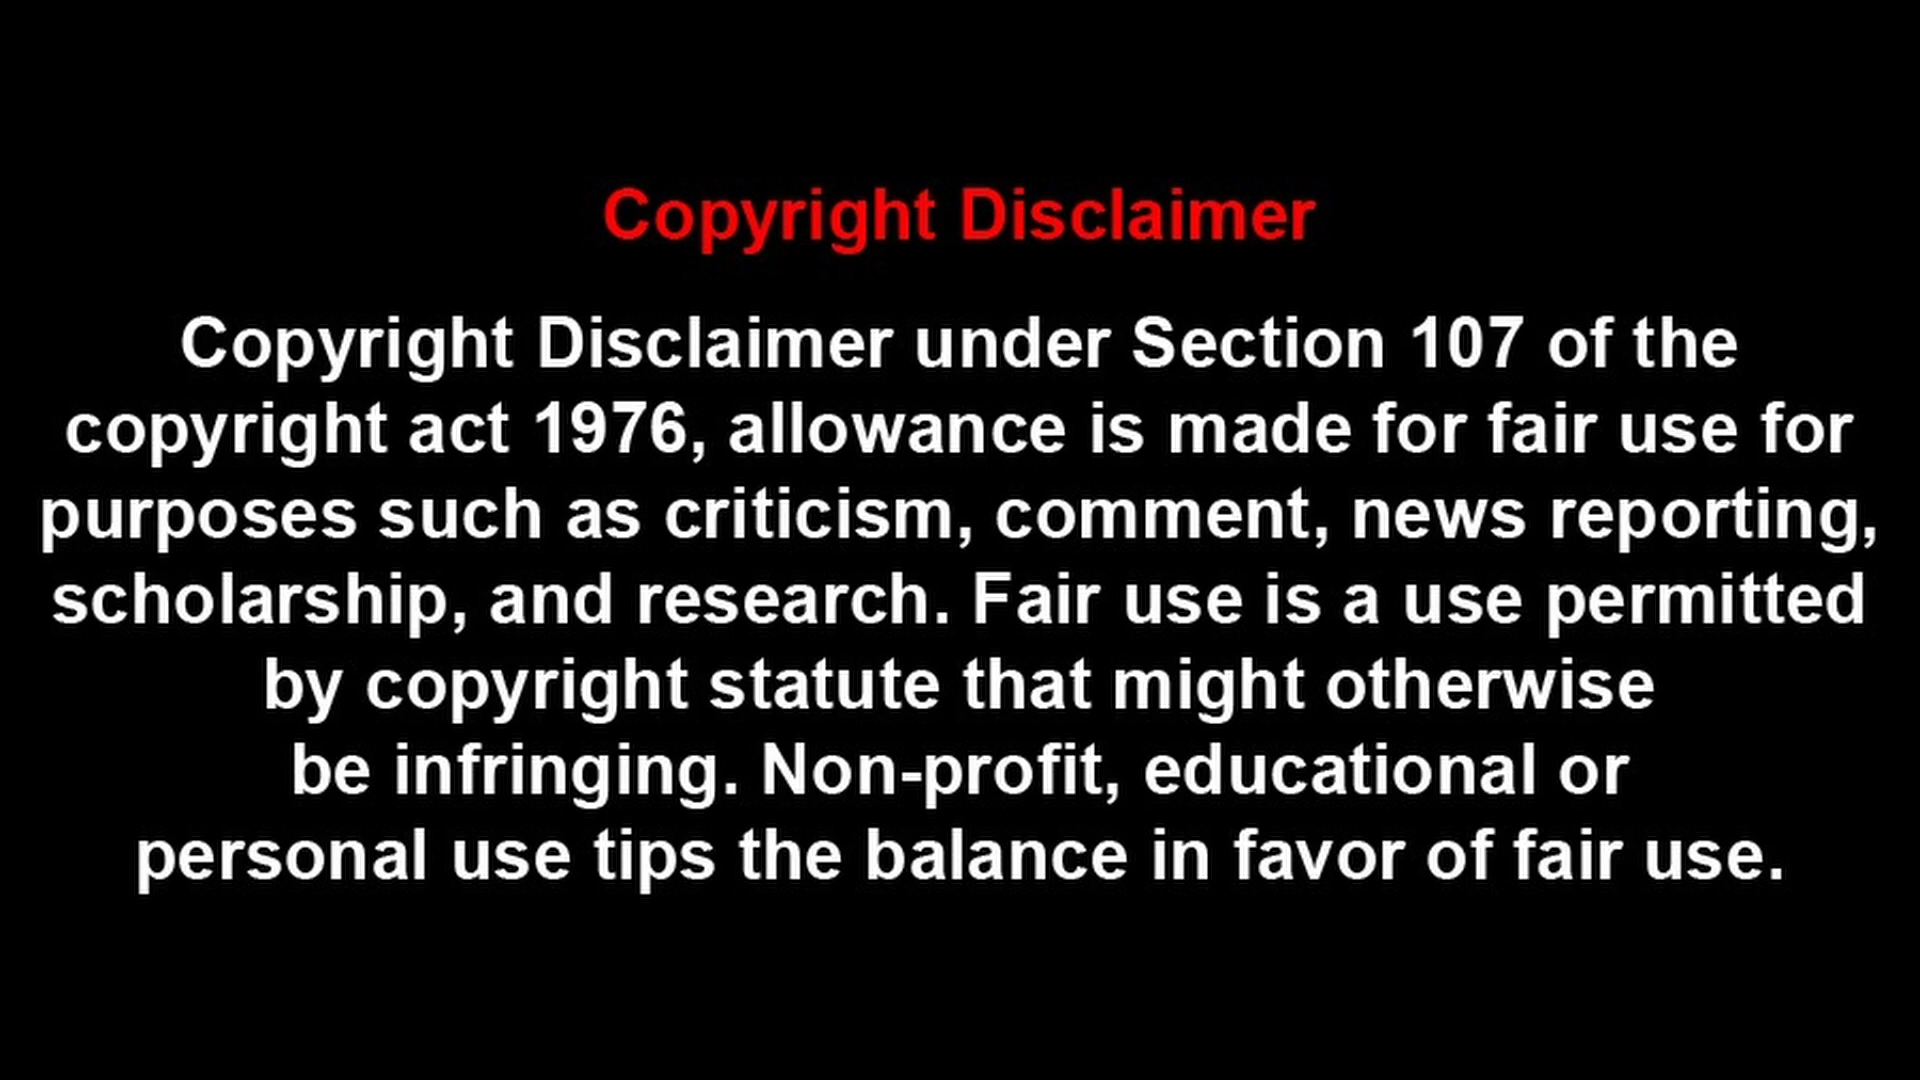 Copyright Disclaimer
Copyright Disclaimer under Section 107 of the
copyright act 1976, allowance is made for fair use for
purposes such as criticism, comment, news reporting,
scholarship, and research. Fair use is a use permitted
by copyright statute that might otherwise
be infringing. Non-profit, educational or
personal use tips the balance in favor of fair use.